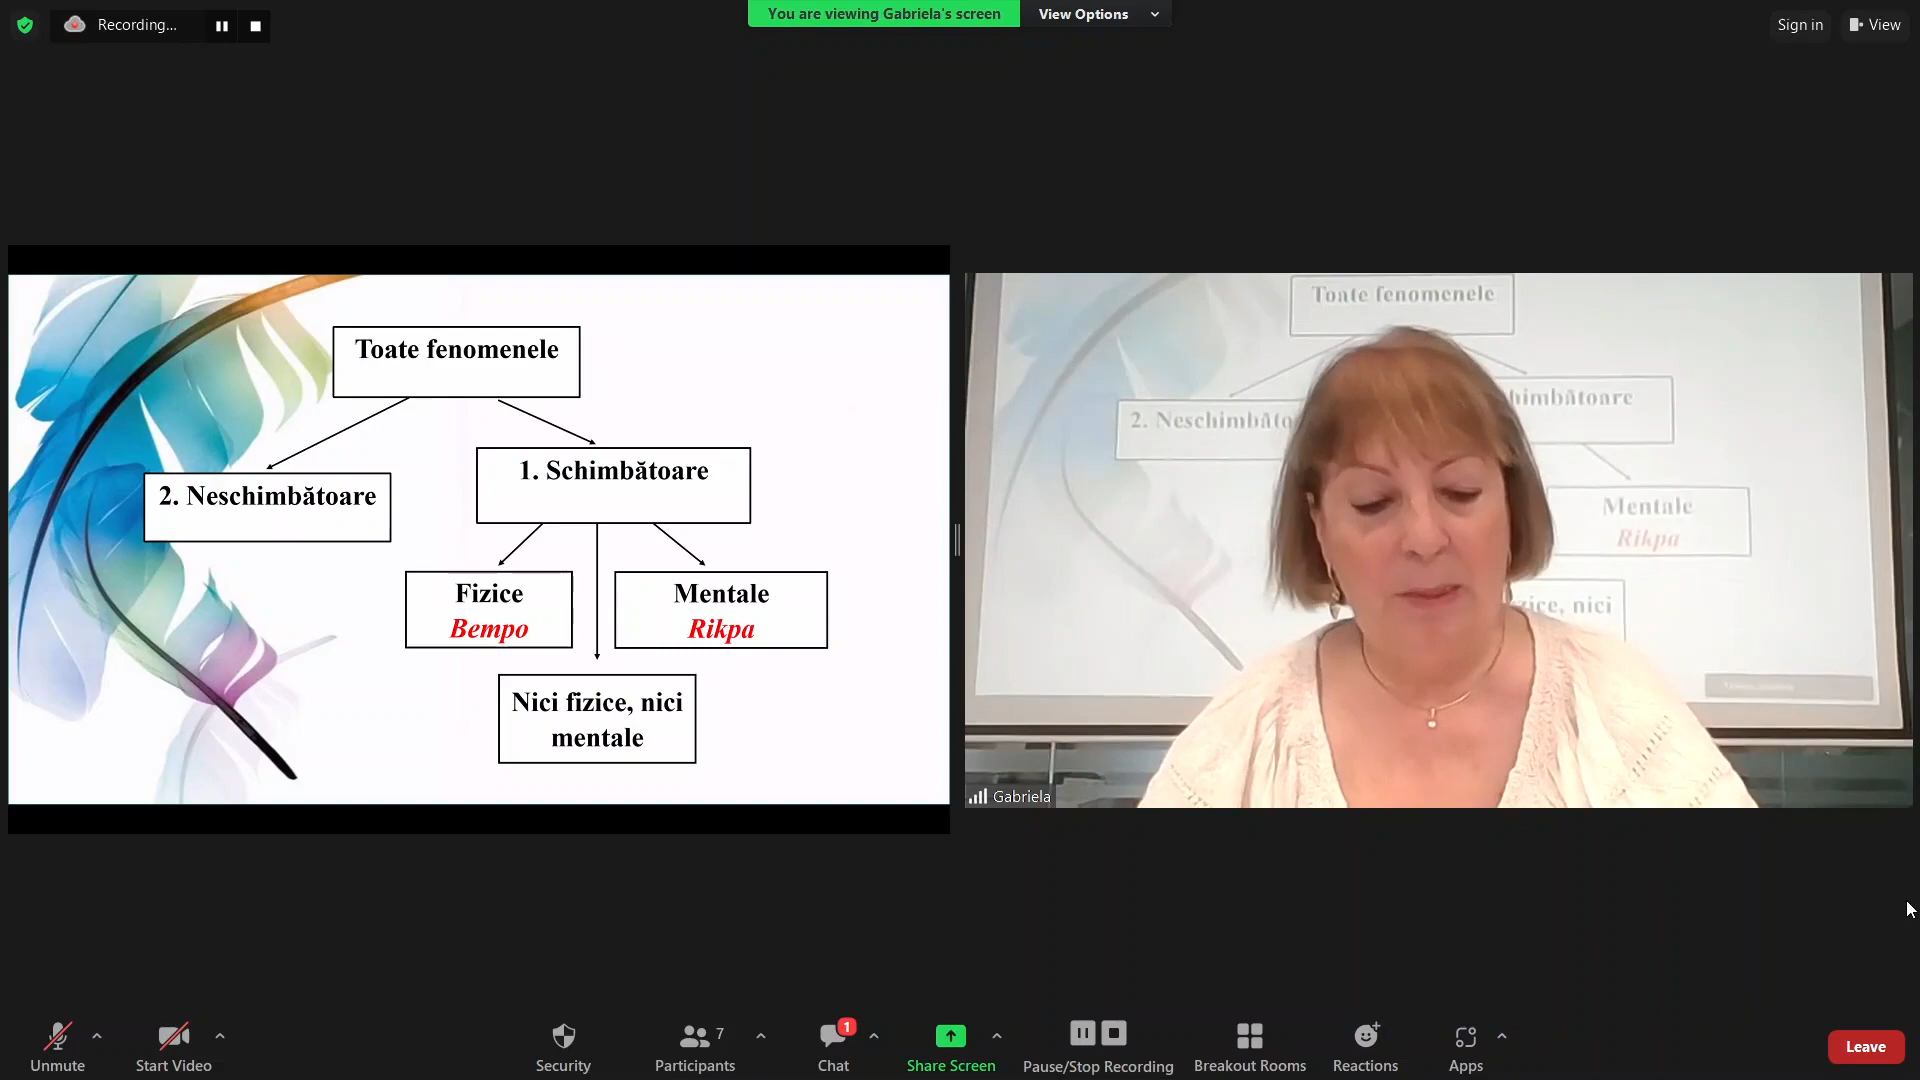 Recording...
You are viewing Gabriela's screen
View Options
Sign in
View
Toate fenomenele
2. Neschimbătoare
1. Schimbătoare
Fizice
Bempo
Mentale
Rikpa
Nici fizice, nici
mentale
Toate fenomenele
2. Neschimbăto
himbătoare
Mentale
Rikpa
zice, nici
Gabriela
Unmute
Start Video
Security
7
Participants
1
Chat
Share Screen
Pause/Stop Recording
Breakout Rooms
Reactions
Apps
Leave